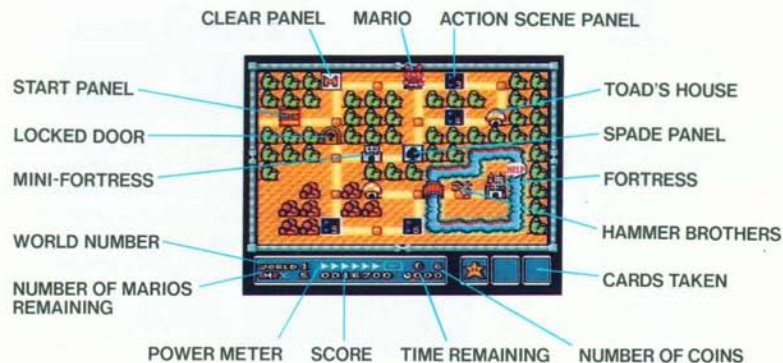 CLEAR PANEL
MARIO
ACTION SCENE PANEL
START PANEL
TOAD'S HOUSE
LOCKED DOOR
SPADE PANEL
MINI-FORTRESS
HELP
FORTRESS
HAMMER BROTHERS
WORLD NUMBER
WORLD 1
NUMBER OF MARIOS
REMAINING
CARDS TAKEN
POWER METER
SCORE
TIME REMAINING
NUMBER OF COINS